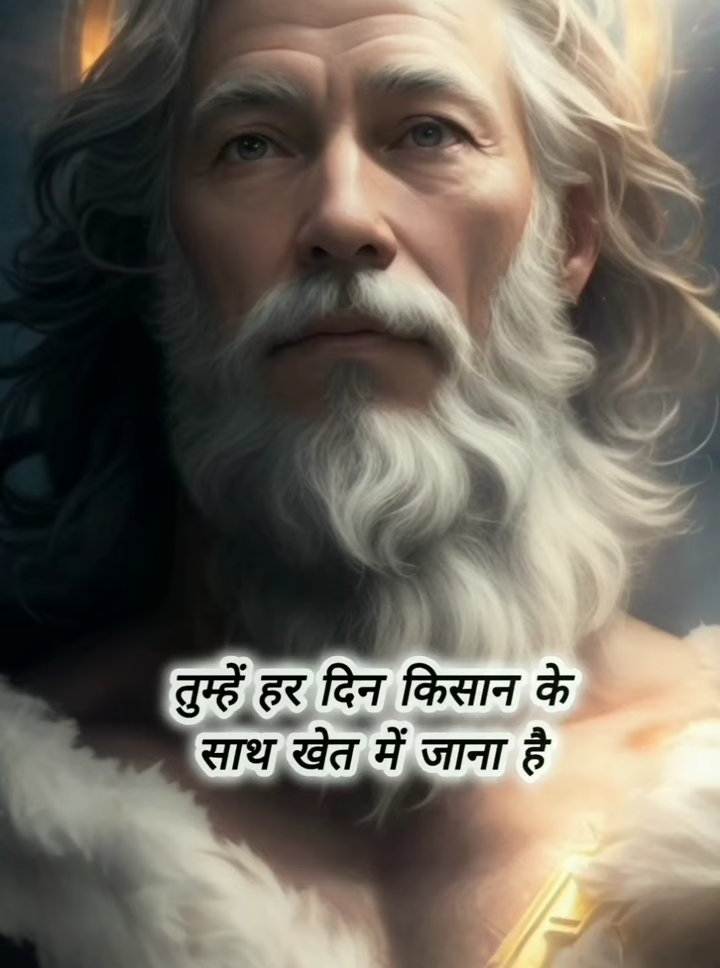 तुम्हें हर दिन किसान के
साथ खेत में जाना है